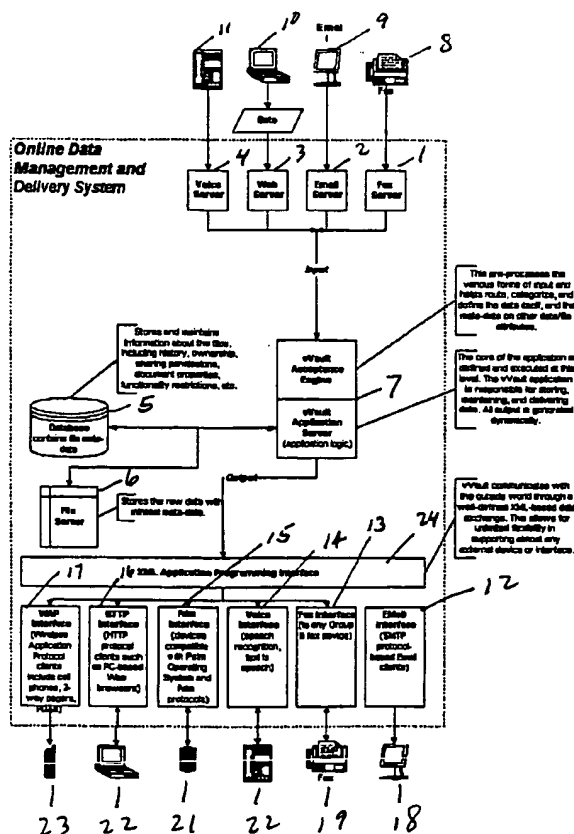 11
10
Email
9
8
Fax
Data
Online Data
Management and
Delivery System
4
3
2
1
Voice
Server
Web
Server
Email
Server
Fax
Server
Input
This pre-processes the
various forms of input and
helps route, categorize, and
define the data itself, and the
meta-data on other data/file
attributes.
Stores and maintains
information about the files,
including history, ownership,
sharing permissions,
document properties,
functionality restrictions, etc.
vVault
Acceptance
Engine
7
The core of the application is
defined and executed at this
level. The vVault application
is responsible for storing,
maintaining, and delivering
data. All output is generated
dynamically.
5
vVault
Application
Server
(application logic)
Database
contains file meta-
data
6
Output
File
Server
Stores the raw data with
minimal meta-data.
vVault communicates with
the outside world through a
well-defined XML-based data
exchange. This allows for
unlimited flexibility in
supporting almost any
external device or interface.
15
14
13
24
XML Application Programming Interface
12
17
16
WAP
Interface
(Wireless
Application
Protocol
clients
include cell
phones, 2-
way pagers,
HTTP
Interface
(HTTP
protocol
clients such
as PC-based
Web
browsers)
Palm
Interface
(devices
compatible
with Palm
Operating
System and
Palm
protocols)
Voice
Interface
(speech
recognition,
text to
speech)
Fax Interface
(to any Group
3 fax device)
EMail
Interface
(SMTP
protocol-
based Email
clients)
Fax
23
22
21
22
19
18